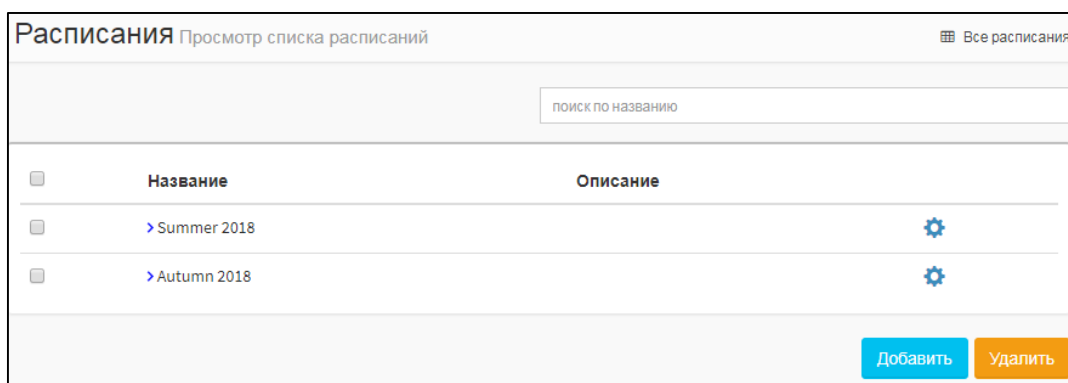 Расписания Просмотр списка расписаний Все расписания
поиск по названию
Название Описание
Summer 2018
Autumn 2018
Добавить Удалить